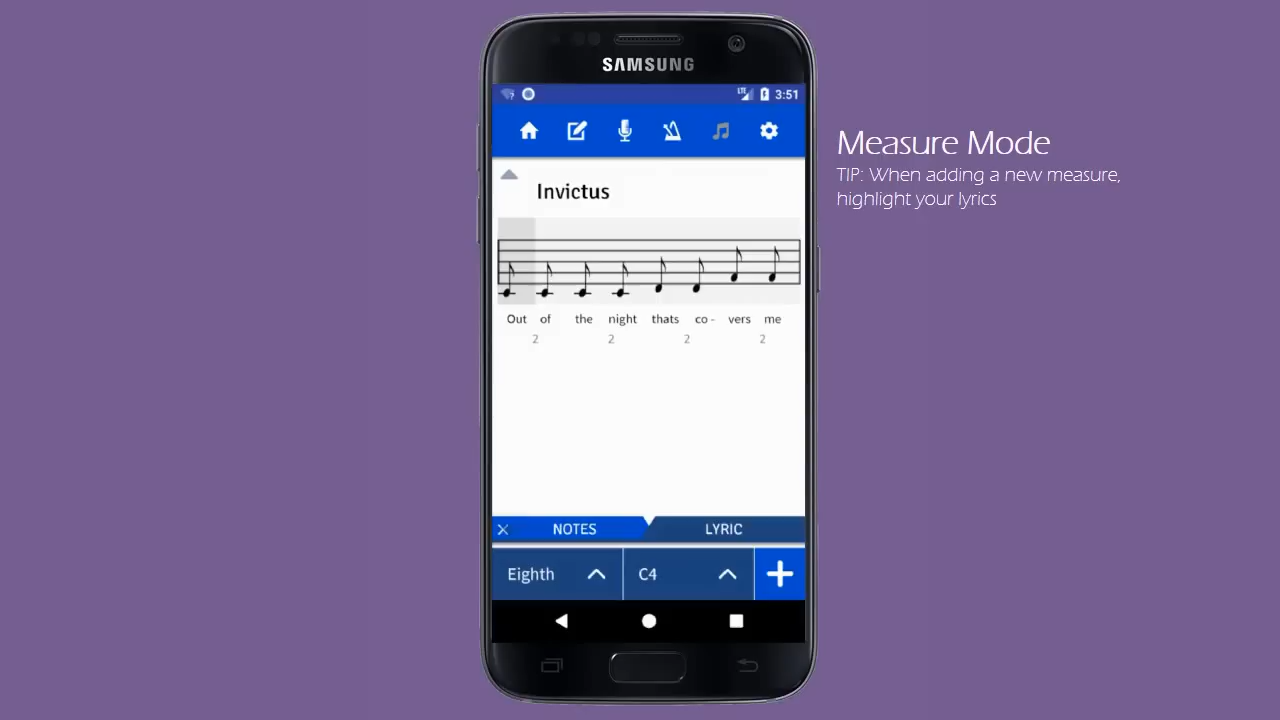 SAMSUNG
LTE 3:51
Measure Mode
TIP: When adding a new measure,
highlight your lyrics
Invictus
Out of the night thats co - vers me
2 2 2 2
NOTES LYRIC
Eighth C4